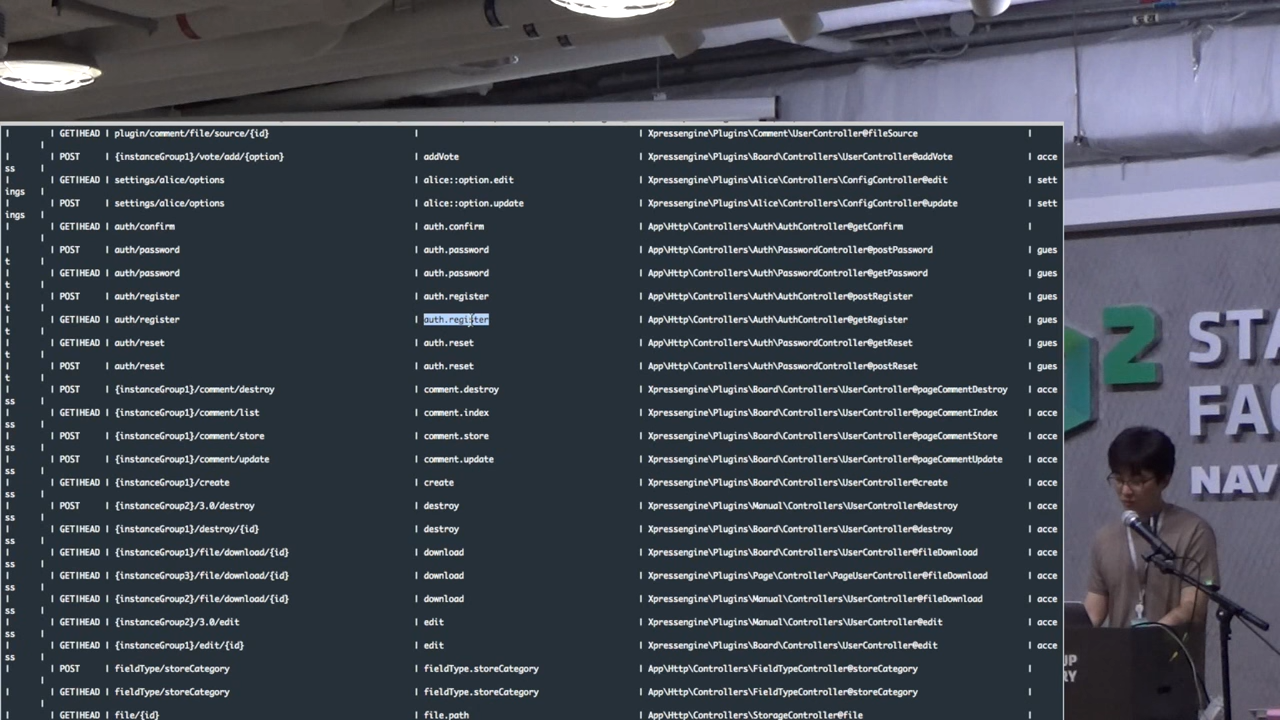 | | GET|HEAD | plugin/comment/file/source/{id} | | Xpressengine\Plugins\Comment\UserController@fileSource |
|
| | POST | {instanceGroup1}/vote/add/{option} | addVote | Xpressengine\Plugins\Board\Controllers\UserController@addVote | acce
ss |
| | GET|HEAD | settings/alice/options | alice::option.edit | Xpressengine\Plugins\Alice\Controllers\ConfigController@edit | sett
ings |
| | POST | settings/alice/options | alice::option.update | Xpressengine\Plugins\Alice\Controllers\ConfigController@update | sett
ings |
| | GET|HEAD | auth/confirm | auth.confirm | App\Http\Controllers\Auth\AuthController@getConfirm |
|
| | POST | auth/password | auth.password | App\Http\Controllers\Auth\PasswordController@postPassword | gues
t |
| | GET|HEAD | auth/password | auth.password | App\Http\Controllers\Auth\PasswordController@getPassword | gues
t |
| | POST | auth/register | auth.register | App\Http\Controllers\Auth\AuthController@postRegister | gues
t |
| | GET|HEAD | auth/register | auth.register | App\Http\Controllers\Auth\AuthController@getRegister | gues
t |
| | GET|HEAD | auth/reset | auth.reset | App\Http\Controllers\Auth\PasswordController@getReset | gues
t |
| | POST | auth/reset | auth.reset | App\Http\Controllers\Auth\PasswordController@postReset | gues
t |
| | POST | {instanceGroup1}/comment/destroy | comment.destroy | Xpressengine\Plugins\Board\Controllers\UserController@pageCommentDestroy | acce
ss |
| | GET|HEAD | {instanceGroup1}/comment/list | comment.index | Xpressengine\Plugins\Board\Controllers\UserController@pageCommentIndex | acce
ss |
| | POST | {instanceGroup1}/comment/store | comment.store | Xpressengine\Plugins\Board\Controllers\UserController@pageCommentStore | acce
ss |
| | POST | {instanceGroup1}/comment/update | comment.update | Xpressengine\Plugins\Board\Controllers\UserController@pageCommentUpdate | acce
ss |
| | GET|HEAD | {instanceGroup1}/create | create | Xpressengine\Plugins\Board\Controllers\UserController@create | acce
ss |
| | POST | {instanceGroup2}/3.0/destroy | destroy | Xpressengine\Plugins\Manual\Controllers\UserController@destroy | acce
ss |
| | GET|HEAD | {instanceGroup1}/destroy/{id} | destroy | Xpressengine\Plugins\Board\Controllers\UserController@destroy | acce
ss |
| | GET|HEAD | {instanceGroup1}/file/download/{id} | download | Xpressengine\Plugins\Board\Controllers\UserController@fileDownload | acce
ss |
| | GET|HEAD | {instanceGroup3}/file/download/{id} | download | Xpressengine\Plugins\Page\Controller\PageUserController@fileDownload | acce
ss |
| | GET|HEAD | {instanceGroup2}/file/download/{id} | download | Xpressengine\Plugins\Manual\Controllers\UserController@fileDownload | acce
ss |
| | GET|HEAD | {instanceGroup2}/3.0/edit | edit | Xpressengine\Plugins\Manual\Controllers\UserController@edit | acce
ss |
| | GET|HEAD | {instanceGroup1}/edit/{id} | edit | Xpressengine\Plugins\Board\Controllers\UserController@edit | acce
ss |
| | POST | fieldType/storeCategory | fieldType.storeCategory | App\Http\Controllers\FieldTypeController@storeCategory |
|
| | GET|HEAD | fieldType/storeCategory | fieldType.storeCategory | App\Http\Controllers\FieldTypeController@storeCategory |
|
| | GET|HEAD | file/{id} | file.path | App\Http\Controllers\StorageController@file |
2 STA
FA
NAV
UP
RY